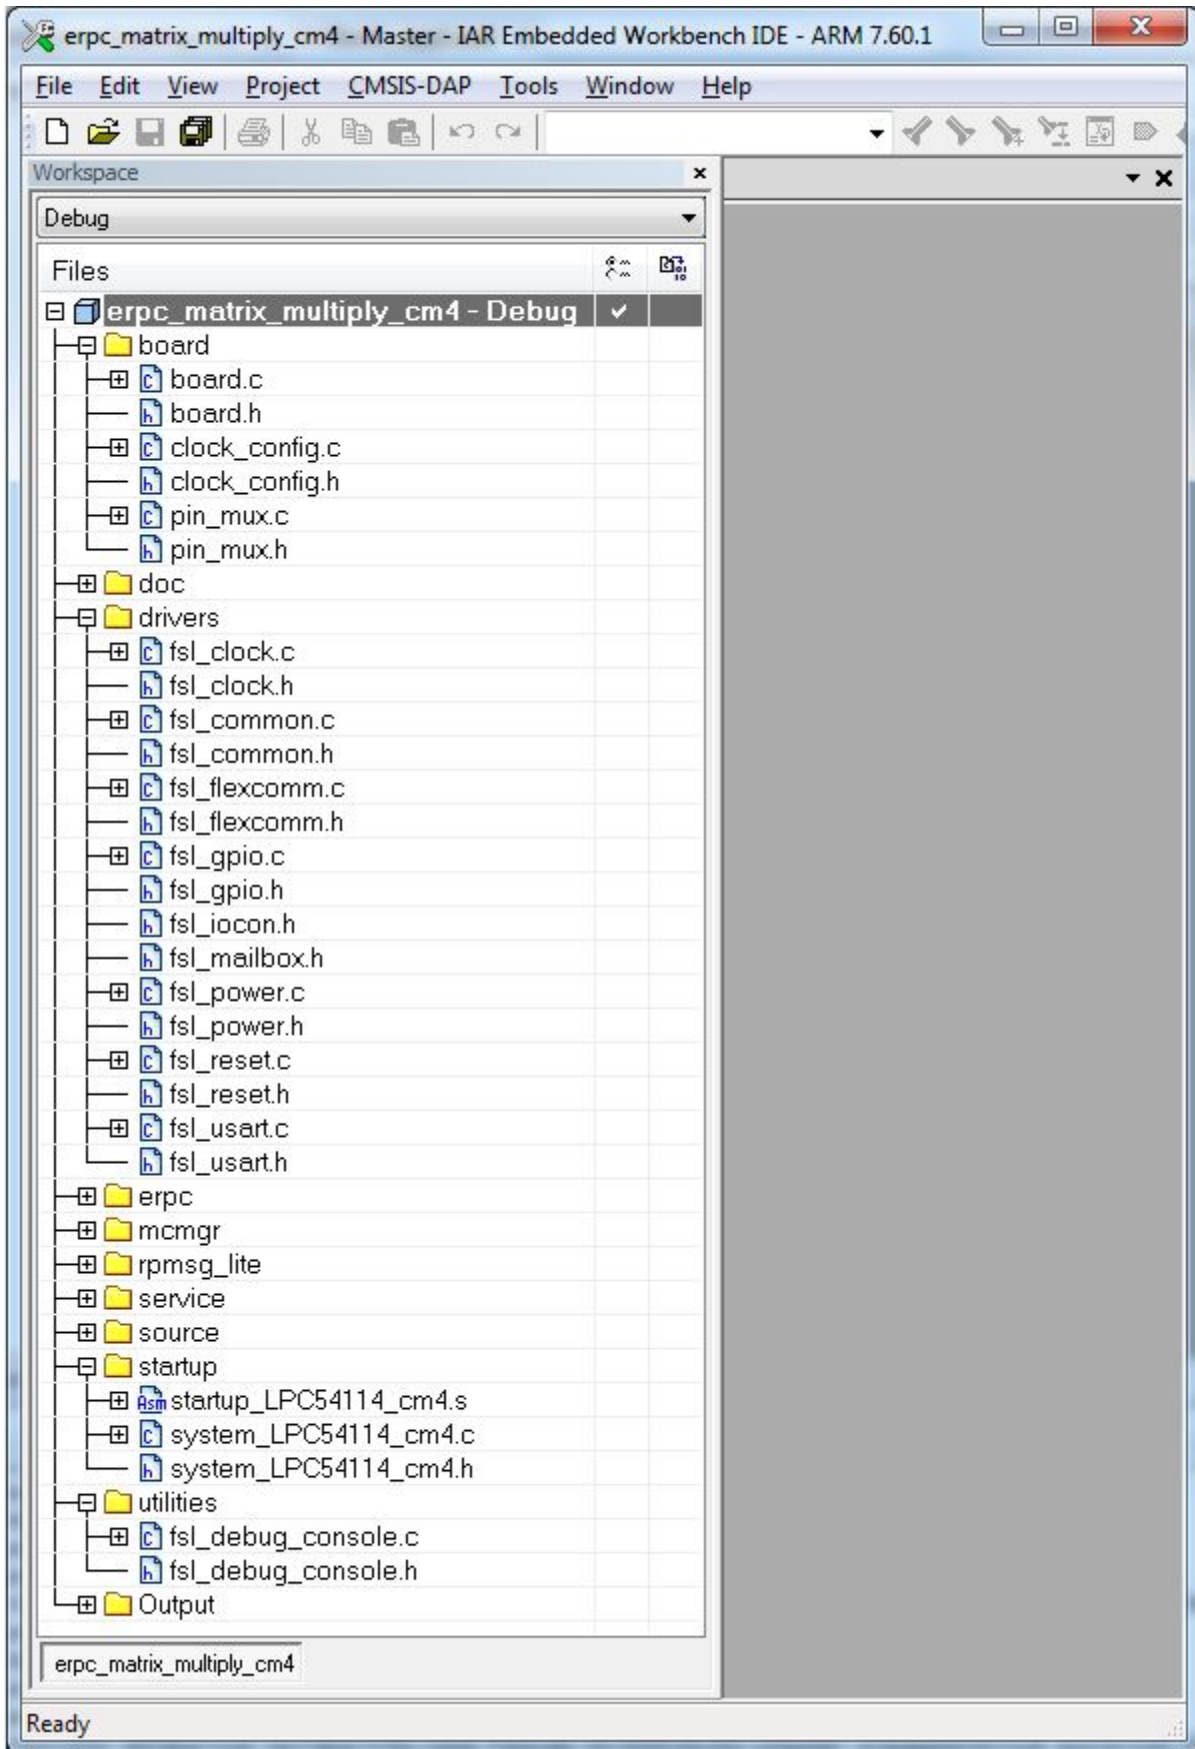 erpc_matrix_multiply_cm4 - Master - IAR Embedded Workbench IDE - ARM 7.60.1
File Edit View Project CMSIS-DAP Tools Window Help
Workspace
Debug
Files
erpc_matrix_multiply_cm4 - Debug
board
board.c
board.h
clock_config.c
clock_config.h
pin_mux.c
pin_mux.h
doc
drivers
fsl_clock.c
fsl_clock.h
fsl_common.c
fsl_common.h
fsl_flexcomm.c
fsl_flexcomm.h
fsl_gpio.c
fsl_gpio.h
fsl_iocon.h
fsl_mailbox.h
fsl_power.c
fsl_power.h
fsl_reset.c
fsl_reset.h
fsl_usart.c
fsl_usart.h
erpc
mcmgr
rpmsg_lite
service
source
startup
startup_LPC54114_cm4.s
system_LPC54114_cm4.c
system_LPC54114_cm4.h
utilities
fsl_debug_console.c
fsl_debug_console.h
Output
erpc_matrix_multiply_cm4
Ready